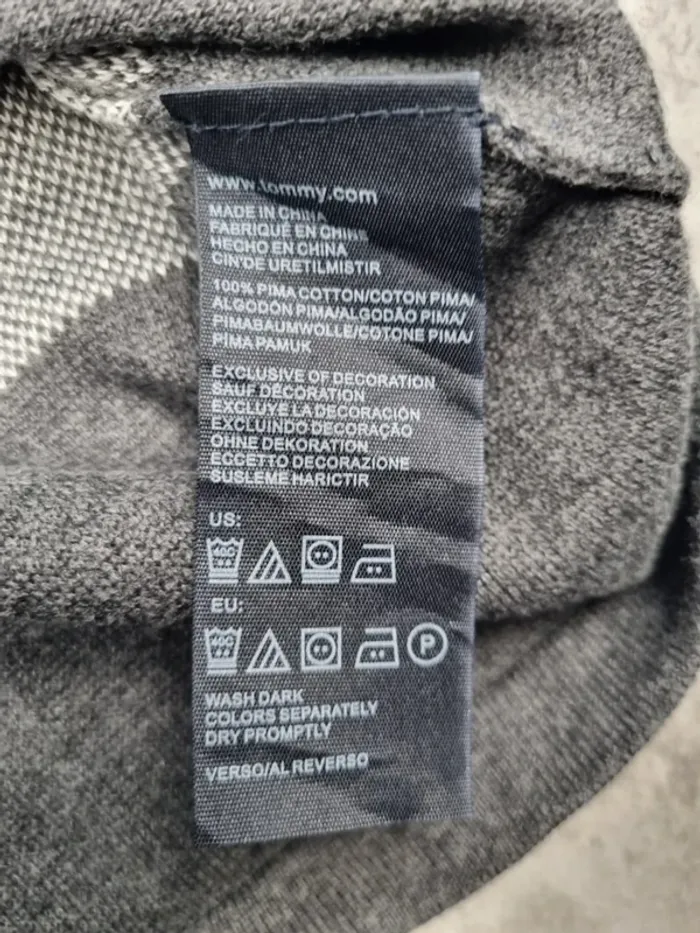 www.tommy.com
MADE IN CHINA
FABRIQUÉ EN CHINE
HECHO EN CHINA
CIN'DE URETILMISTIR
100% PIMA COTTON/COTON PIMA/
ALGODÓN PIMA/ALGODÃO PIMA/
PIMABAUMWOLLE/COTONE PIMA/
PIMA PAMUK
EXCLUSIVE OF DECORATION
SAUF DÉCORATION
EXCLUYE LA DECORACIÓN
EXCLUINDO DECORAÇÃO
OHNE DEKORATION
ECCETTO DECORAZIONE
SUSLEME HARICTIR
US:
40C
EU:
40C P
WASH DARK
COLORS SEPARATELY
DRY PROMPTLY
VERSO/AL REVERSO